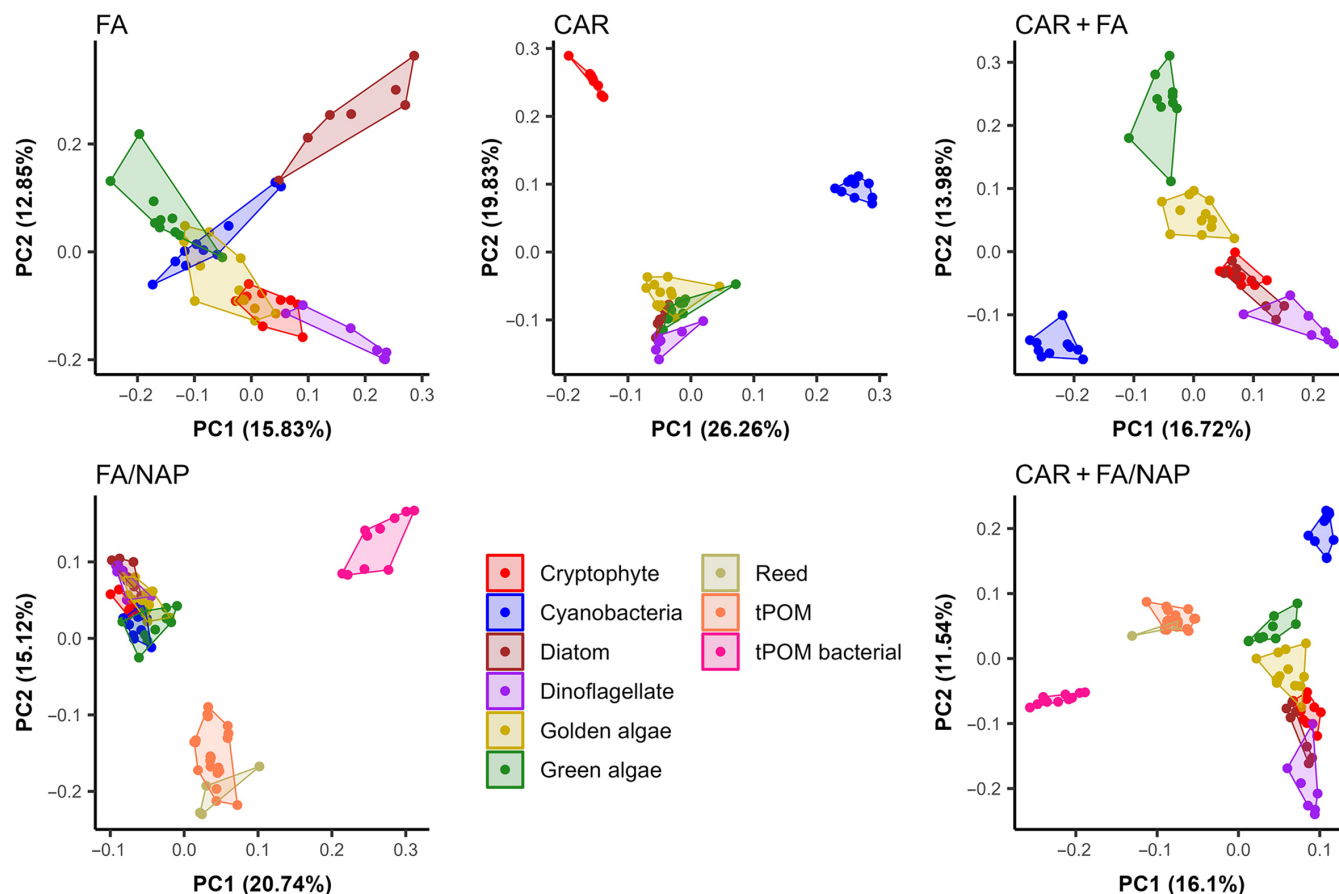 FA
CAR
CAR + FA
PC2 (12.85%)
0.2
0.0
−0.2
−0.2 −0.1 0.0 0.1 0.2 0.3
PC1 (15.83%)
PC2 (19.83%)
0.3
0.2
0.1
0.0
−0.1
−0.2 −0.1 0.0 0.1 0.2 0.3
PC1 (26.26%)
PC2 (13.98%)
0.3
0.2
0.1
0.0
−0.1
−0.2 −0.1 0.0 0.1 0.2
PC1 (16.72%)
FA/NAP
CAR + FA/NAP
PC2 (15.12%)
0.1
0.0
−0.1
−0.2
−0.1 0.0 0.1 0.2 0.3
PC1 (20.74%)
Cryptophyte
Cyanobacteria
Diatom
Dinoflagellate
Golden algae
Green algae
Reed
tPOM
tPOM bacterial
PC2 (11.54%)
0.2
0.1
0.0
−0.1
−0.2
−0.2 −0.1 0.0 0.1
PC1 (16.1%)